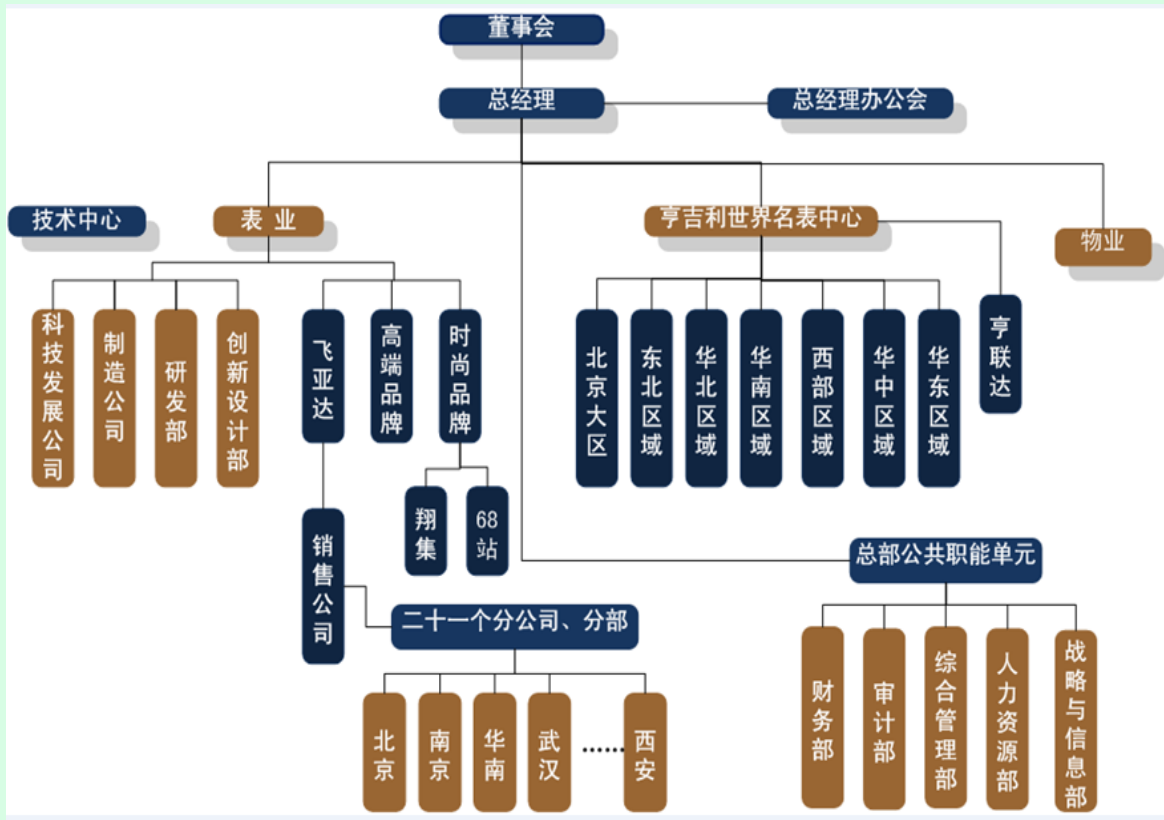 董事会
总经理
总经理办公会
技术中心
表 业
亨吉利世界名表中心
物业
科技发展公司
制造公司
研发部
创新设计部
飞亚达
高端品牌
时尚品牌
北京大区
东北区域
华北区域
华南区域
西部区域
华中区域
华东区域
亨联达
翔集
68站
销售公司
总部公共职能单元
二十一个分公司、分部
北京
南京
华南
武汉
……
西安
财务部
审计部
综合管理部
人力资源部
战略与信息部